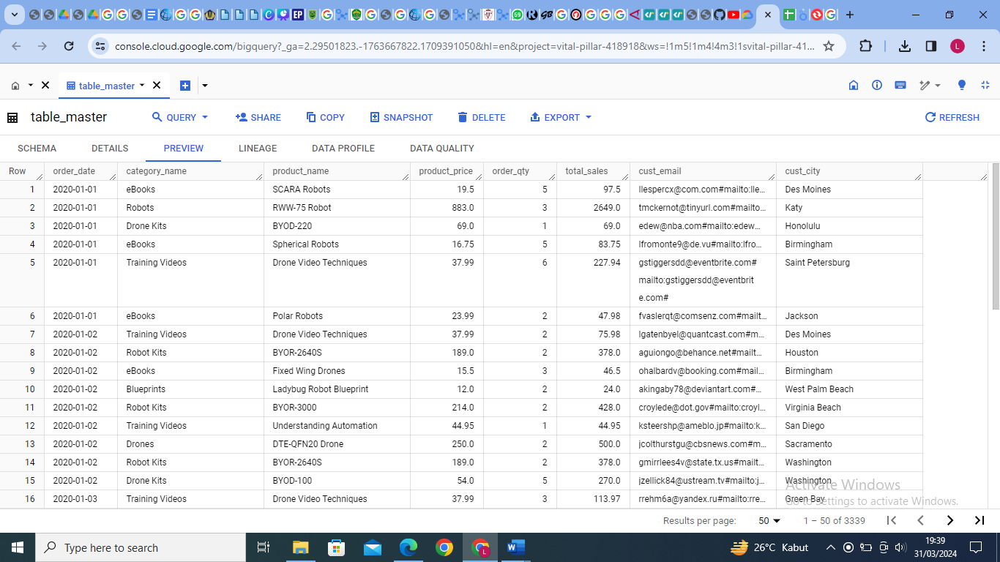 console.cloud.google.com/bigquery?_ga=2.29501823.-1763667822.1709391050&hl=en&project=vital-pillar-418918&ws=!1m5!1m4!4m3!1svital-pillar-41...
L
table_master
table_master
QUERY SHARE COPY SNAPSHOT DELETE EXPORT REFRESH
SCHEMA DETAILS PREVIEW LINEAGE DATA PROFILE DATA QUALITY
Row order_date category_name product_name product_price order_qty total_sales cust_email cust_city
1 2020-01-01 eBooks SCARA Robots 19.5 5 97.5 llespercx@com.com#mailto:lle... Des Moines
2 2020-01-01 Robots RWW-75 Robot 883.0 3 2649.0 tmckernot@tinyurl.com#mailto... Katy
3 2020-01-01 Drone Kits BYOD-220 69.0 1 69.0 edew@nba.com#mailto:edew... Honolulu
4 2020-01-01 eBooks Spherical Robots 16.75 5 83.75 lfromonte9@de.vu#mailto:lfro... Birmingham
5 2020-01-01 Training Videos Drone Video Techniques 37.99 6 227.94 gstiggersdd@eventbrite.com# Saint Petersburg
mailto:gstiggersdd@eventbrit
e.com#
6 2020-01-01 eBooks Polar Robots 23.99 2 47.98 fvaslerqt@comsenz.com#mailt... Jackson
7 2020-01-02 Training Videos Drone Video Techniques 37.99 2 75.98 lgatenbyel@quantcast.com#m... Des Moines
8 2020-01-02 Robot Kits BYOR-2640S 189.0 2 378.0 aguiongo@behance.net#mailt... Houston
9 2020-01-02 eBooks Fixed Wing Drones 15.5 3 46.5 ohalbardv@booking.com#mail... Birmingham
10 2020-01-02 Blueprints Ladybug Robot Blueprint 12.0 2 24.0 akingaby78@deviantart.com#... West Palm Beach
11 2020-01-02 Robot Kits BYOR-3000 214.0 2 428.0 croylede@dot.gov#mailto:croyl... Virginia Beach
12 2020-01-02 Training Videos Understanding Automation 44.95 1 44.95 ksteershp@ameblo.jp#mailto:k... San Diego
13 2020-01-02 Drones DTE-QFN20 Drone 250.0 2 500.0 jcolthurstgu@cbsnews.com#m... Sacramento
14 2020-01-02 Robot Kits BYOR-2640S 189.0 2 378.0 gmirrlees4v@state.tx.us#mailt... Washington
15 2020-01-02 Drone Kits BYOD-100 54.0 5 270.0 jzellick84@ustream.tv#mailto:j... Washington
16 2020-01-03 Training Videos Drone Video Techniques 37.99 3 113.97 rrehm6a@yandex.ru#mailto:rre... Green Bay
Activate Windows
Go to Settings to activate Windows.
Results per page: 50 1 – 50 of 3339
Type here to search
26°C Kabut
19:39
31/03/2024